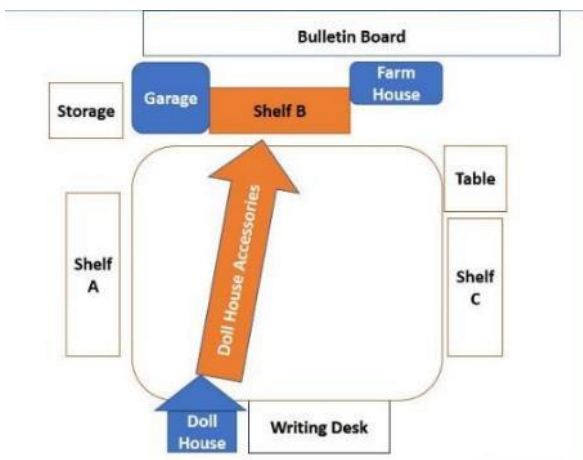 Bulletin Board
Farm
House
Garage
Shelf B
Storage
Table
Doll House Accessories
Shelf
A
Shelf
C
Doll
House
Writing Desk